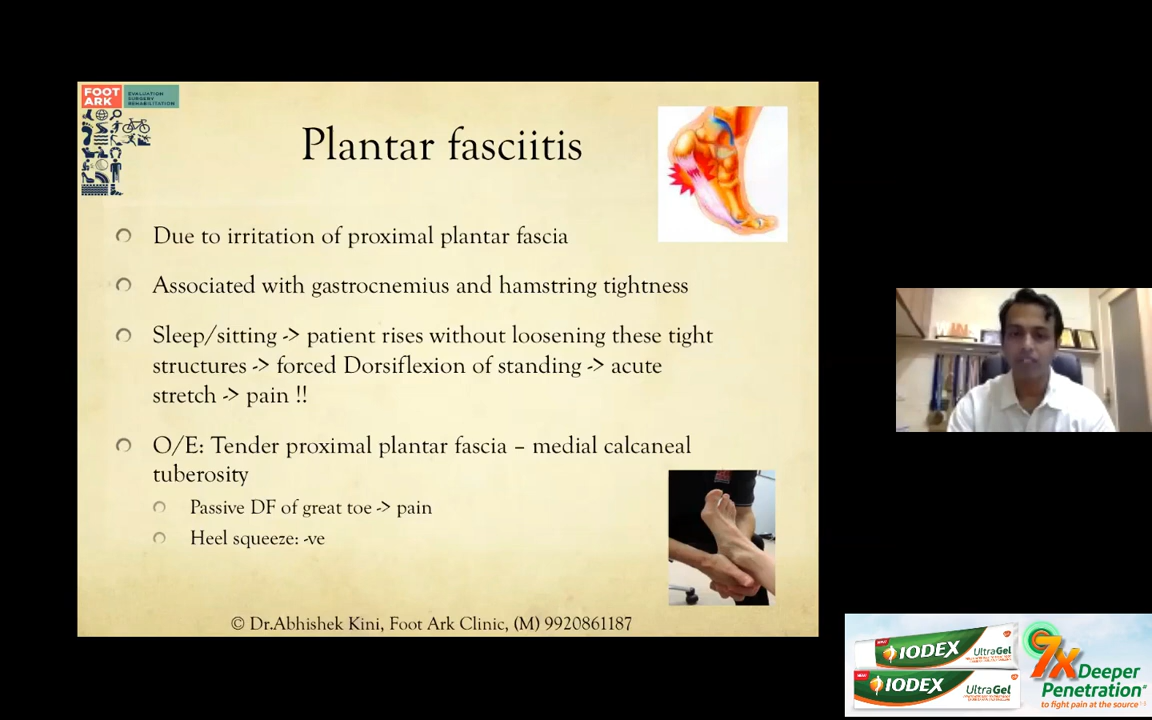 FOOT
ARK
EVALUATION
SURGERY
REHABILITATION
Plantar fasciitis
Due to irritation of proximal plantar fascia
Associated with gastrocnemius and hamstring tightness
Sleep/sitting -> patient rises without loosening these tight
structures -> forced Dorsiflexion of standing -> acute
stretch -> pain !!
O/E: Tender proximal plantar fascia – medial calcaneal
tuberosity
Passive DF of great toe -> pain
Heel squeeze: -ve
© Dr.Abhishek Kini, Foot Ark Clinic, (M) 9920861187
IODEX
UltraGel
IODEX
UltraGel
7X Deeper
Penetration
to fight pain at the source